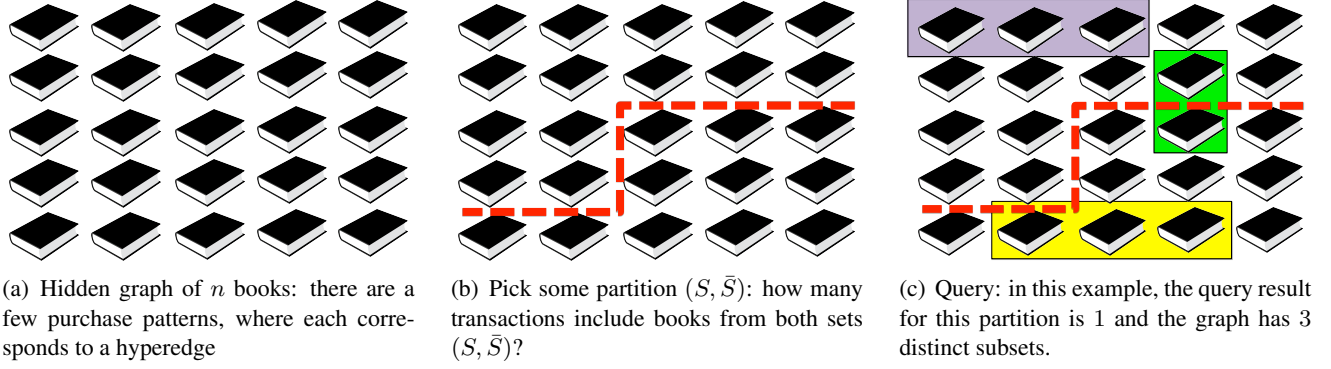 (a) Hidden graph of n books: there are a
few purchase patterns, where each corre-
sponds to a hyperedge
(b) Pick some partition (S, S̄): how many
transactions include books from both sets
(S, S̄)?
(c) Query: in this example, the query result
for this partition is 1 and the graph has 3
distinct subsets.